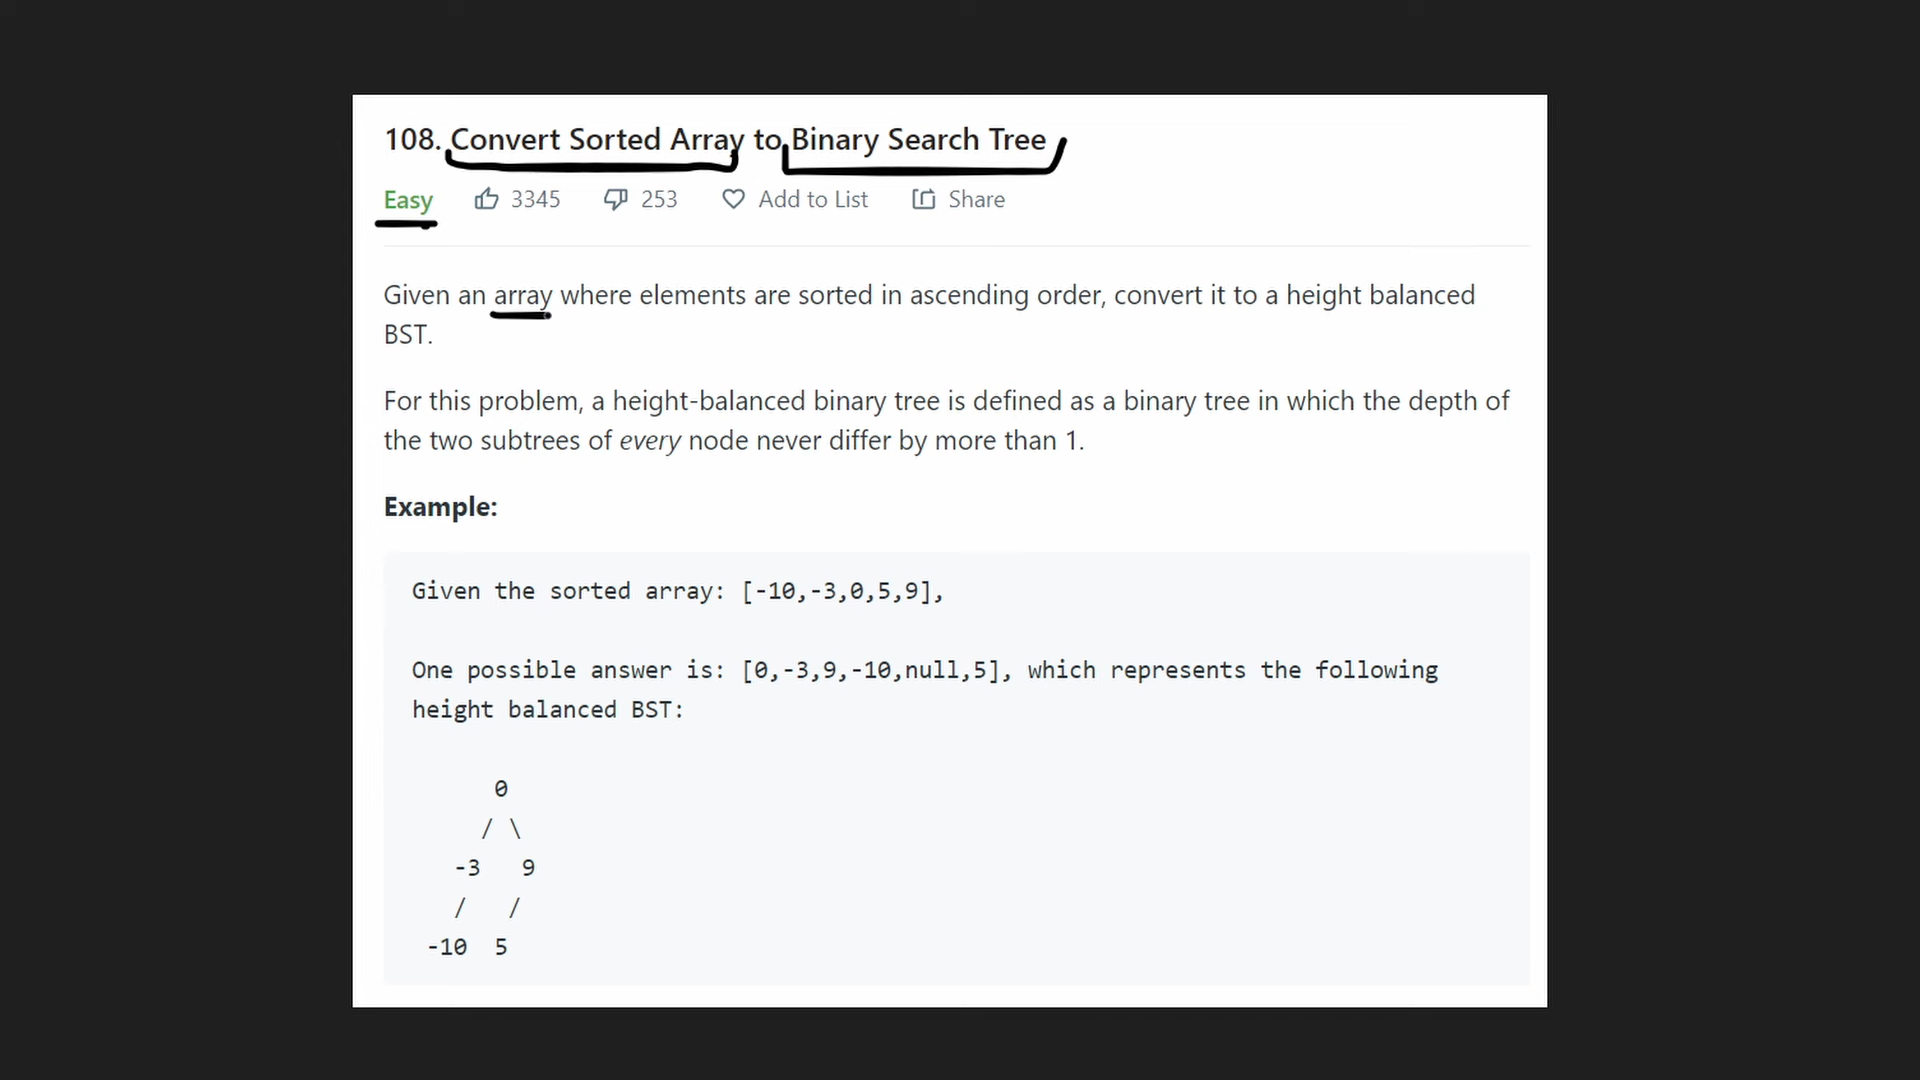 108. Convert Sorted Array to Binary Search Tree
Easy 3345 253 Add to List Share
Given an array where elements are sorted in ascending order, convert it to a height balanced
BST.
For this problem, a height-balanced binary tree is defined as a binary tree in which the depth of
the two subtrees of every node never differ by more than 1.
Example:
Given the sorted array: [-10,-3,0,5,9],
One possible answer is: [0,-3,9,-10,null,5], which represents the following
height balanced BST:
0
/ \
-3 9
/ /
-10 5